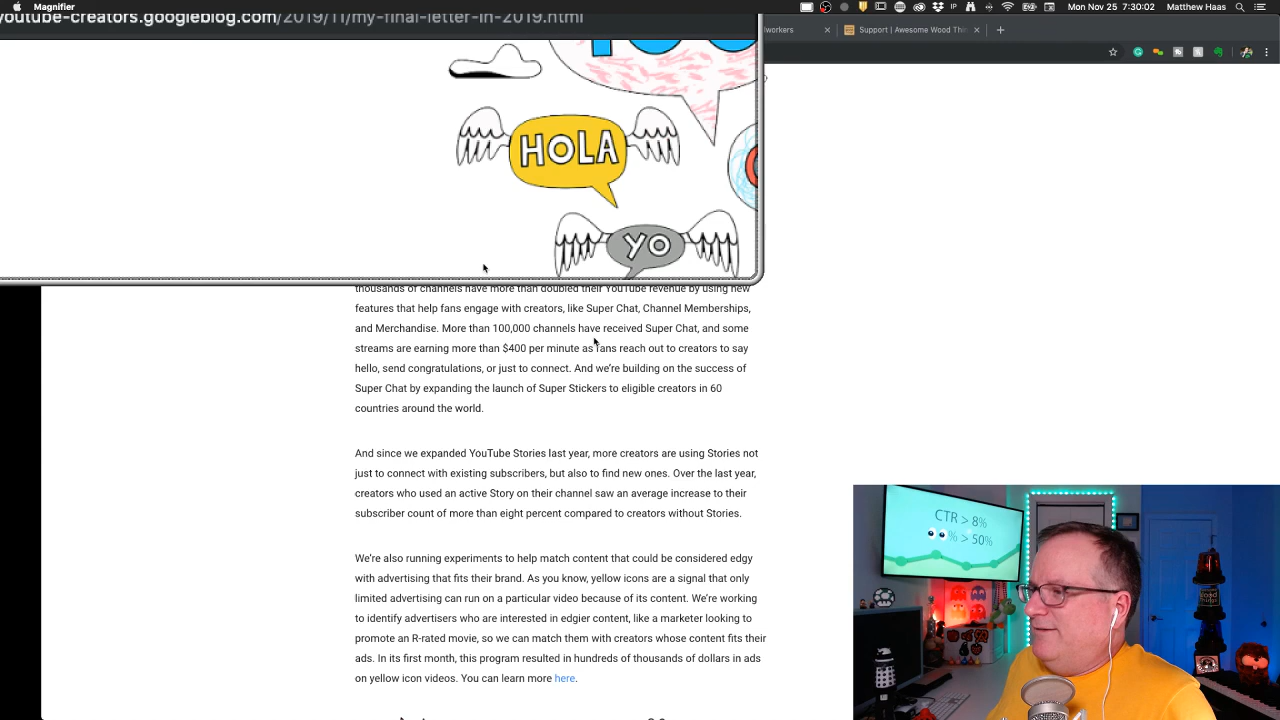 Magnifier
Mon Nov 25 7:30:02
Matthew Haas
youtube-creators.googleblog.com/2019/11/my-final-letter-in-2019.html
Support | Awesome Wood Thi
HOLA
YO
thousands of channels have more than doubled their YouTube revenue by using new
features that help fans engage with creators, like Super Chat, Channel Memberships,
and Merchandise. More than 100,000 channels have received Super Chat, and some
streams are earning more than $400 per minute as fans reach out to creators to say
hello, send congratulations, or just to connect. And we're building on the success of
Super Chat by expanding the launch of Super Stickers to eligible creators in 60
countries around the world.
And since we expanded YouTube Stories last year, more creators are using Stories not
just to connect with existing subscribers, but also to find new ones. Over the last year,
creators who used an active Story on their channel saw an average increase to their
subscriber count of more than eight percent compared to creators without Stories.
We're also running experiments to help match content that could be considered edgy
with advertising that fits their brand. As you know, yellow icons are a signal that only
limited advertising can run on a particular video because of its content. We're working
to identify advertisers who are interested in edgier content, like a marketer looking to
promote an R-rated movie, so we can match them with creators whose content fits their
ads. In its first month, this program resulted in hundreds of thousands of dollars in ads
on yellow icon videos. You can learn more here.
CTR > 8%
% > 50%